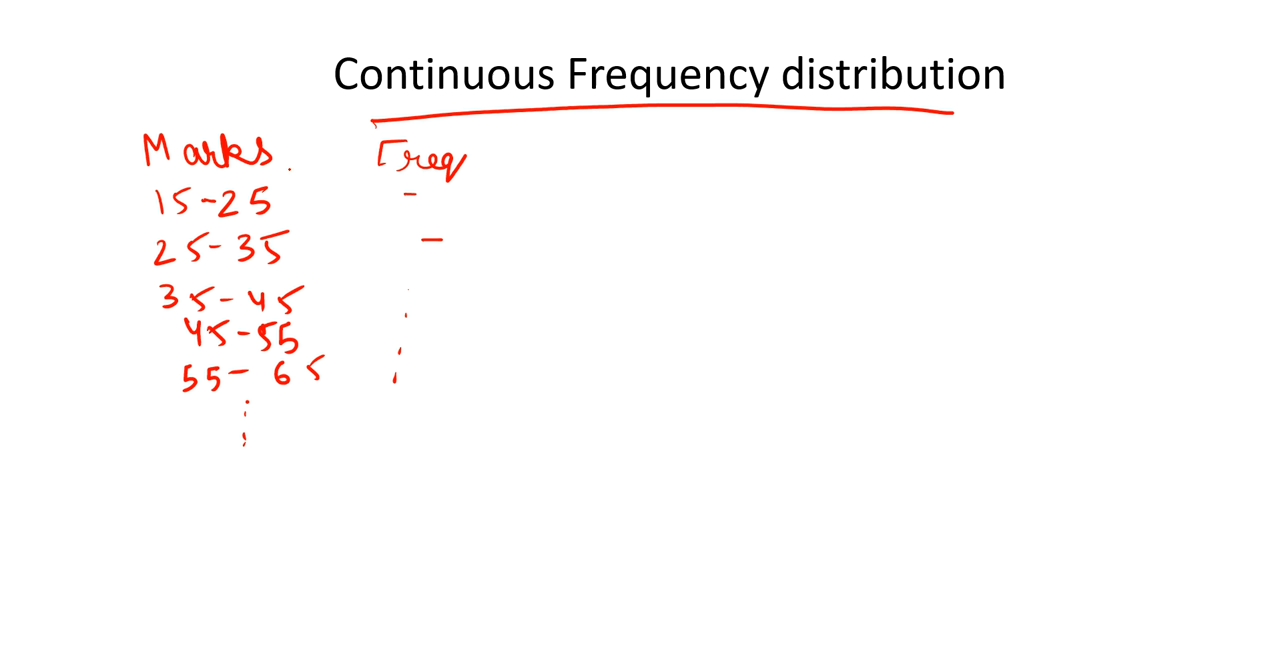 Continuous Frequency distribution
Marks. Freq
15-25 -
25-35 -
35-45
45-55
55-65